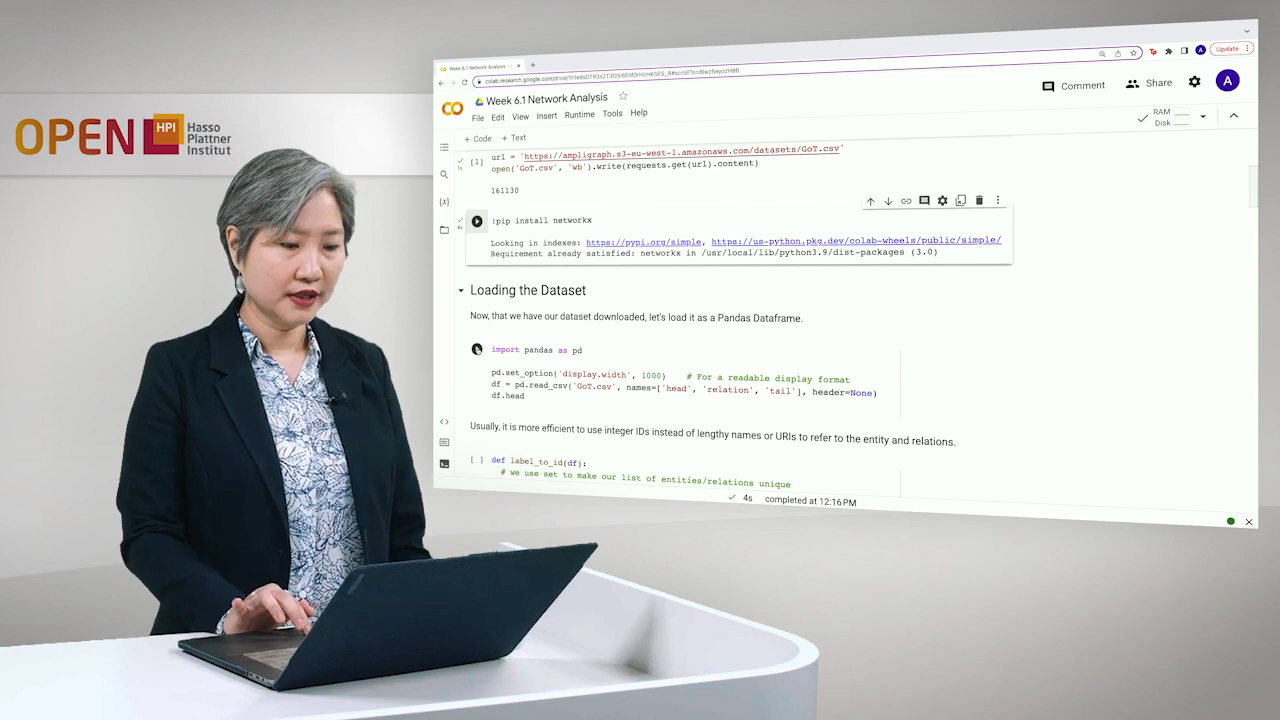 OPEN HPI Hasso
Plattner
Institut
Week 6.1 Network Analysis -
Update
Week 6.1 Network Analysis
Comment
Share
A
File Edit View Insert Runtime Tools Help
RAM
Disk
+ Code + Text
[1] url = 'https://ampligraph.s3-eu-west-1.amazonaws.com/datasets/GoT.csv'
open('GoT.csv', 'wb').write(requests.get(url).content)
161130
!pip install networkx
Looking in indexes: https://pypi.org/simple, https://us-python.pkg.dev/colab-wheels/public/simple/
Requirement already satisfied: networkx in /usr/local/lib/python3.9/dist-packages (3.0)
Loading the Dataset
Now, that we have our dataset downloaded, let's load it as a Pandas Dataframe.
import pandas as pd
pd.set_option('display.width', 1000) # For a readable display format
df = pd.read_csv('GoT.csv', names=['head', 'relation', 'tail'], header=None)
df.head
Usually, it is more efficient to use integer IDs instead of lengthy names or URIs to refer to the entity and relations.
[ ] def label_to_id(df):
# we use set to make our list of entities/relations unique
4s completed at 12:16 PM